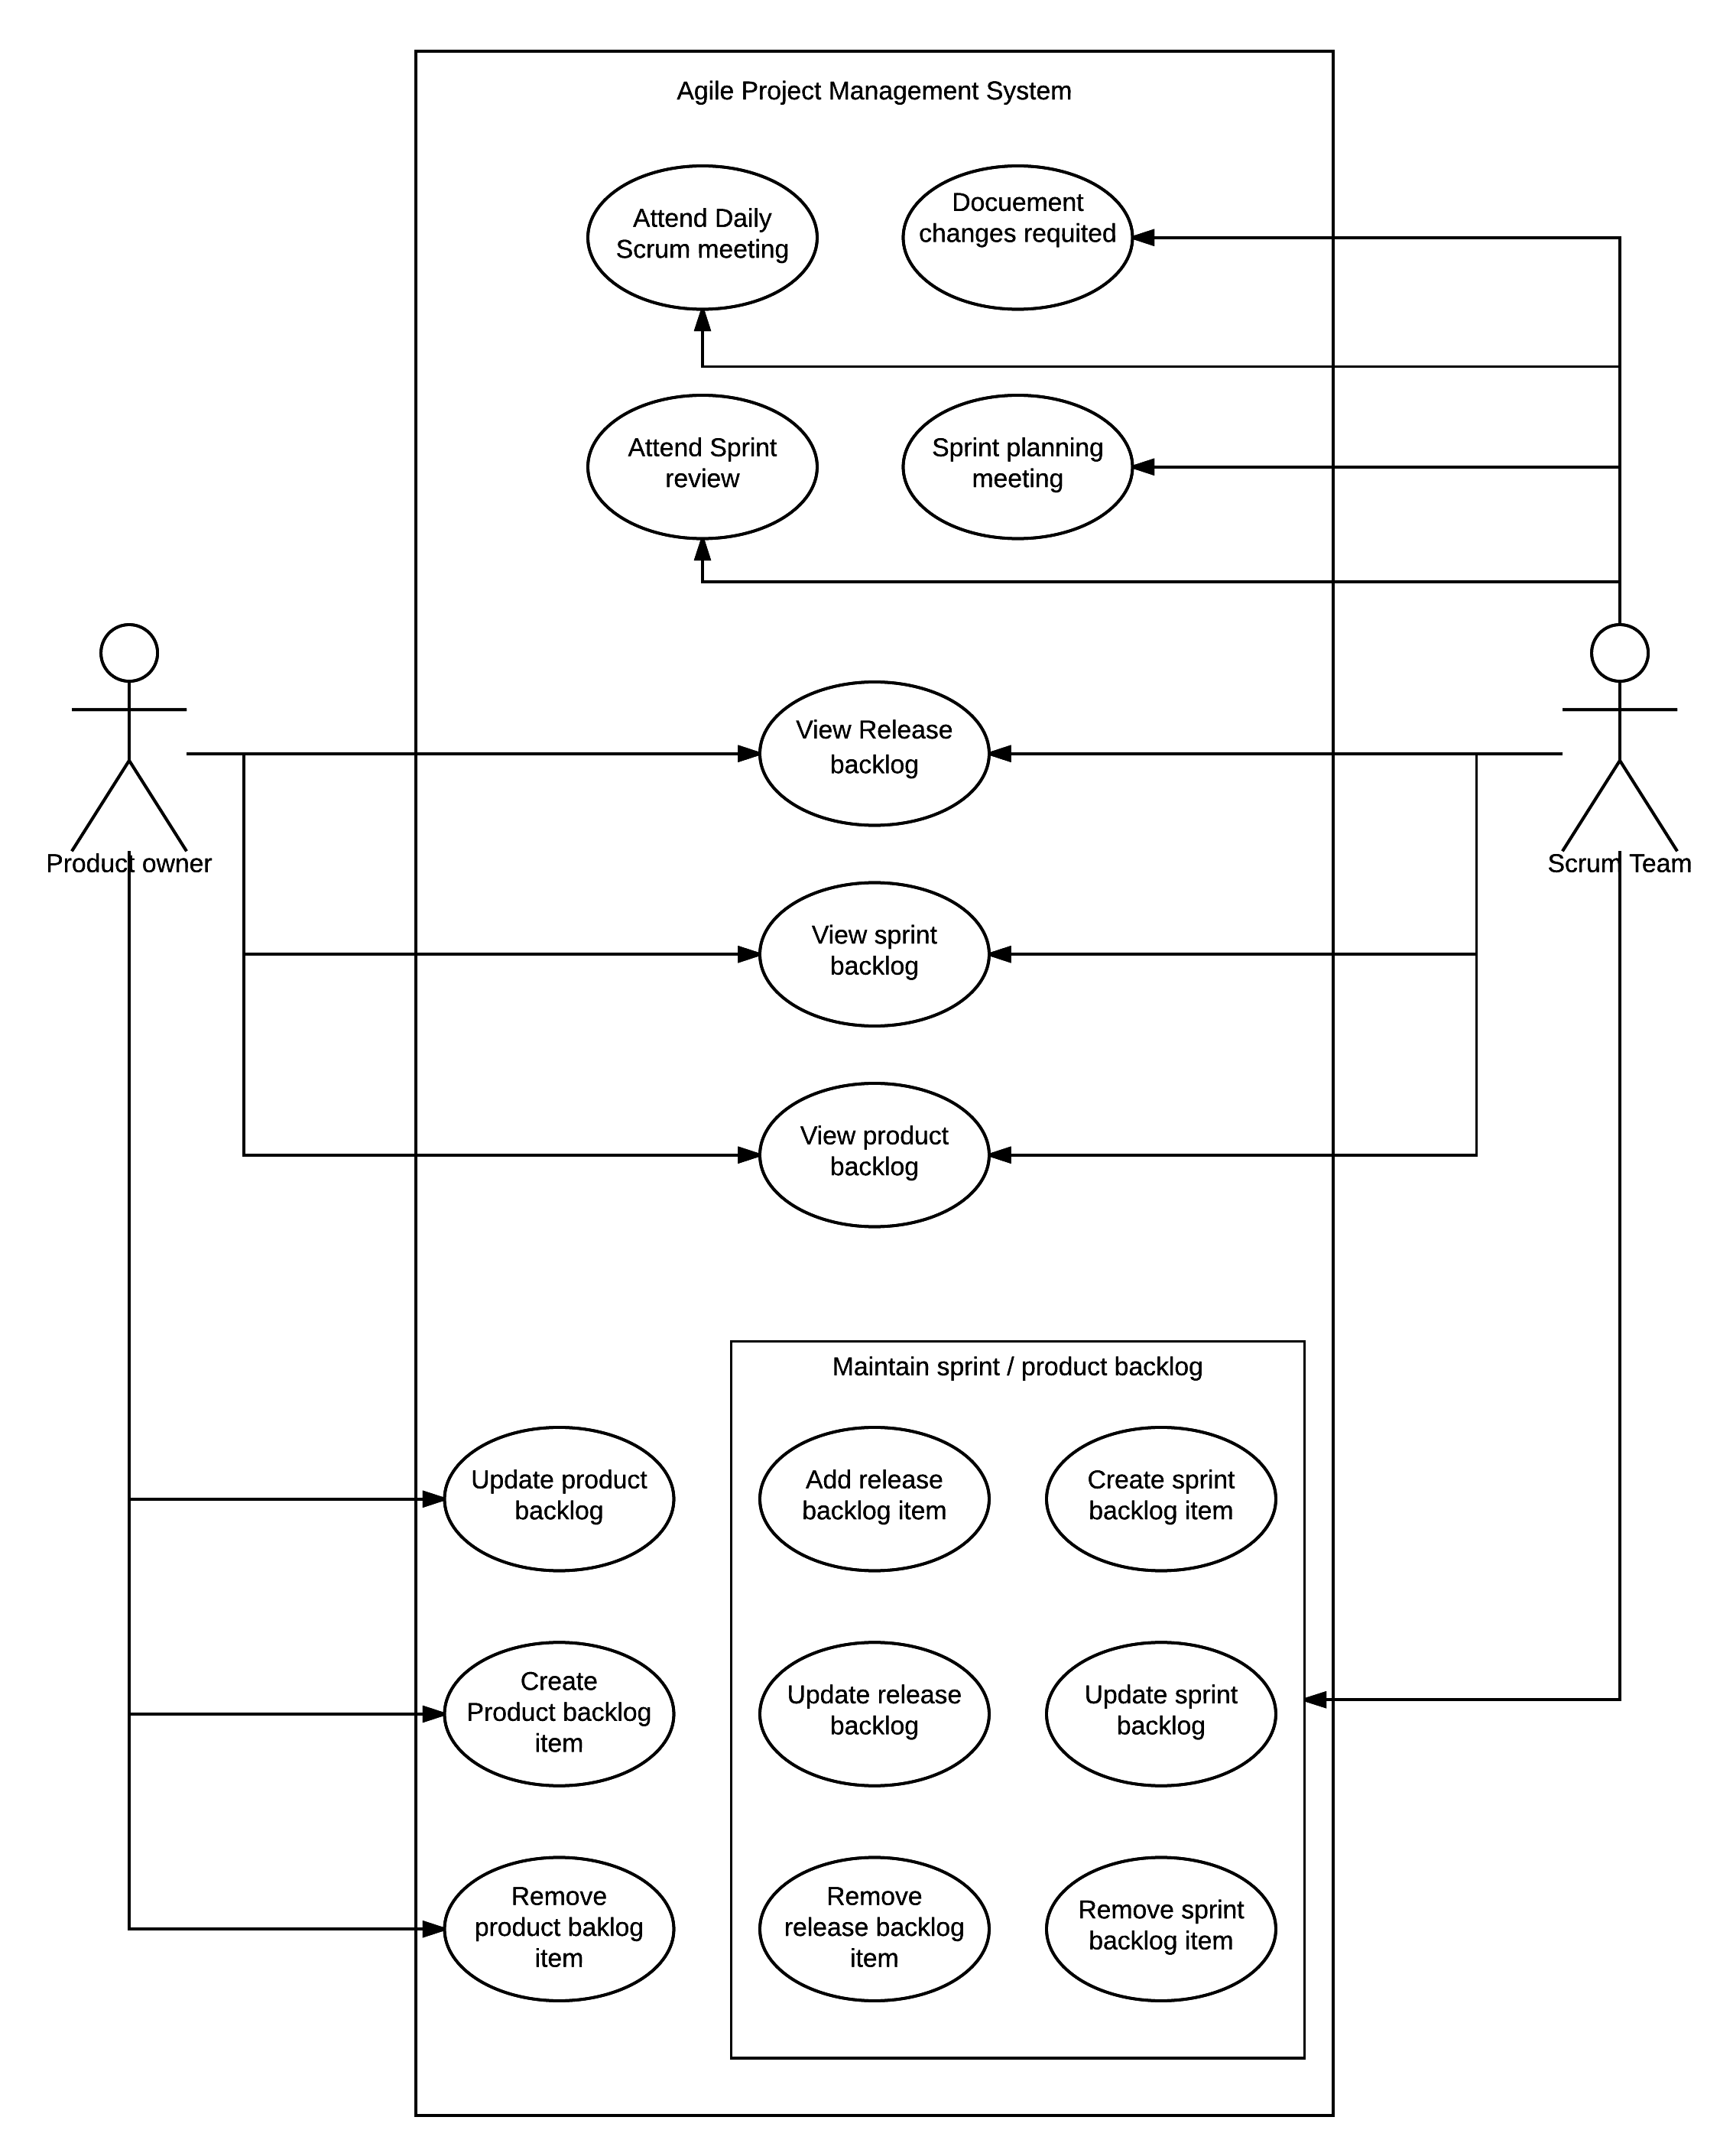 Agile Project Management System
Attend Daily
Scrum meeting
Docuement
changes requited
Attend Sprint
review
Sprint planning
meeting
View Release
backlog
Product owner
Scrum Team
View sprint
backlog
View product
backlog
Maintain sprint / product backlog
Update product
backlog
Add release
backlog item
Create sprint
backlog item
Create
Product backlog
item
Update release
backlog
Update sprint
backlog
Remove
product baklog
item
Remove
release backlog
item
Remove sprint
backlog item